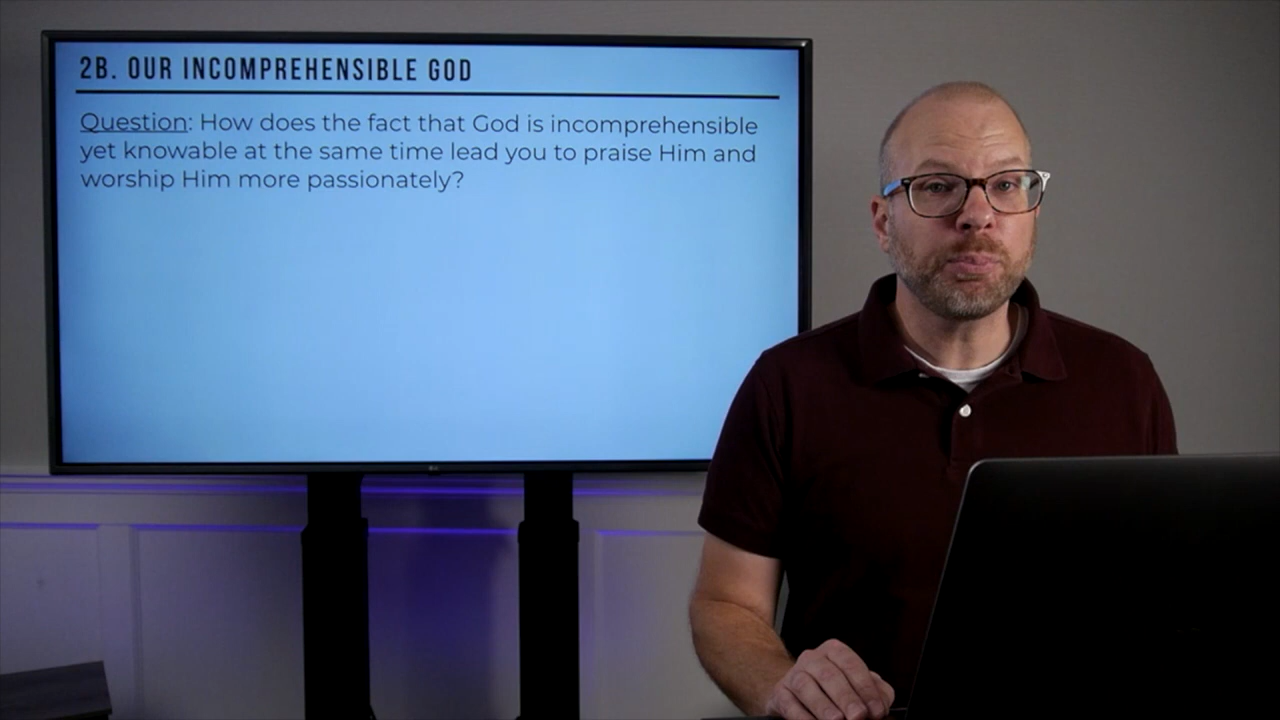 2B. OUR INCOMPREHENSIBLE GOD
Question: How does the fact that God is incomprehensible
yet knowable at the same time lead you to praise Him and
worship Him more passionately?